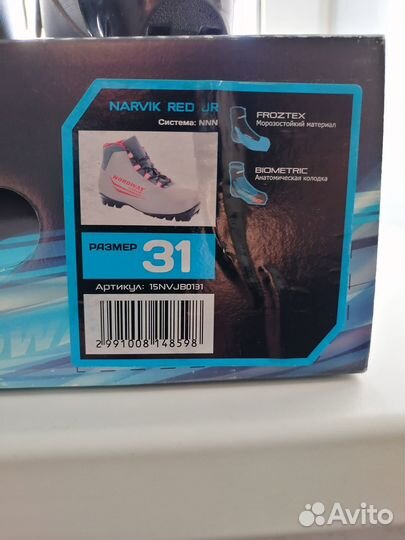 NARVIK RED JR
Система: NNN
FROZTEX
Морозостойкий материал
BIOMETRIC
Анатомическая колодка
NORDWAY
РАЗМЕР
31
Артикул: 15NVJB0131
2 991008 148598
Avito